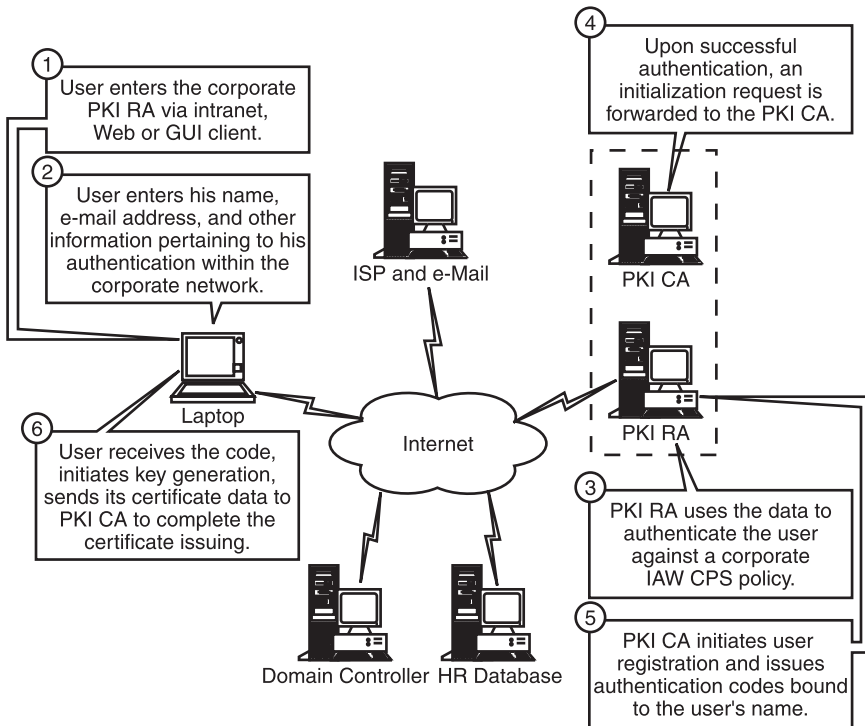 1
User enters the corporate
PKI RA via intranet,
Web or GUI client.
2
User enters his name,
e-mail address, and other
information pertaining to his
authentication within the
corporate network.
4
Upon successful
authentication, an
initialization request is
forwarded to the PKI CA.
ISP and e-Mail
PKI CA
Laptop
PKI RA
Internet
6
User receives the code,
initiates key generation,
sends its certificate data to
PKI CA to complete the
certificate issuing.
3
PKI RA uses the data to
authenticate the user
against a corporate
IAW CPS policy.
Domain Controller
HR Database
5
PKI CA initiates user
registration and issues
authentication codes bound
to the user's name.